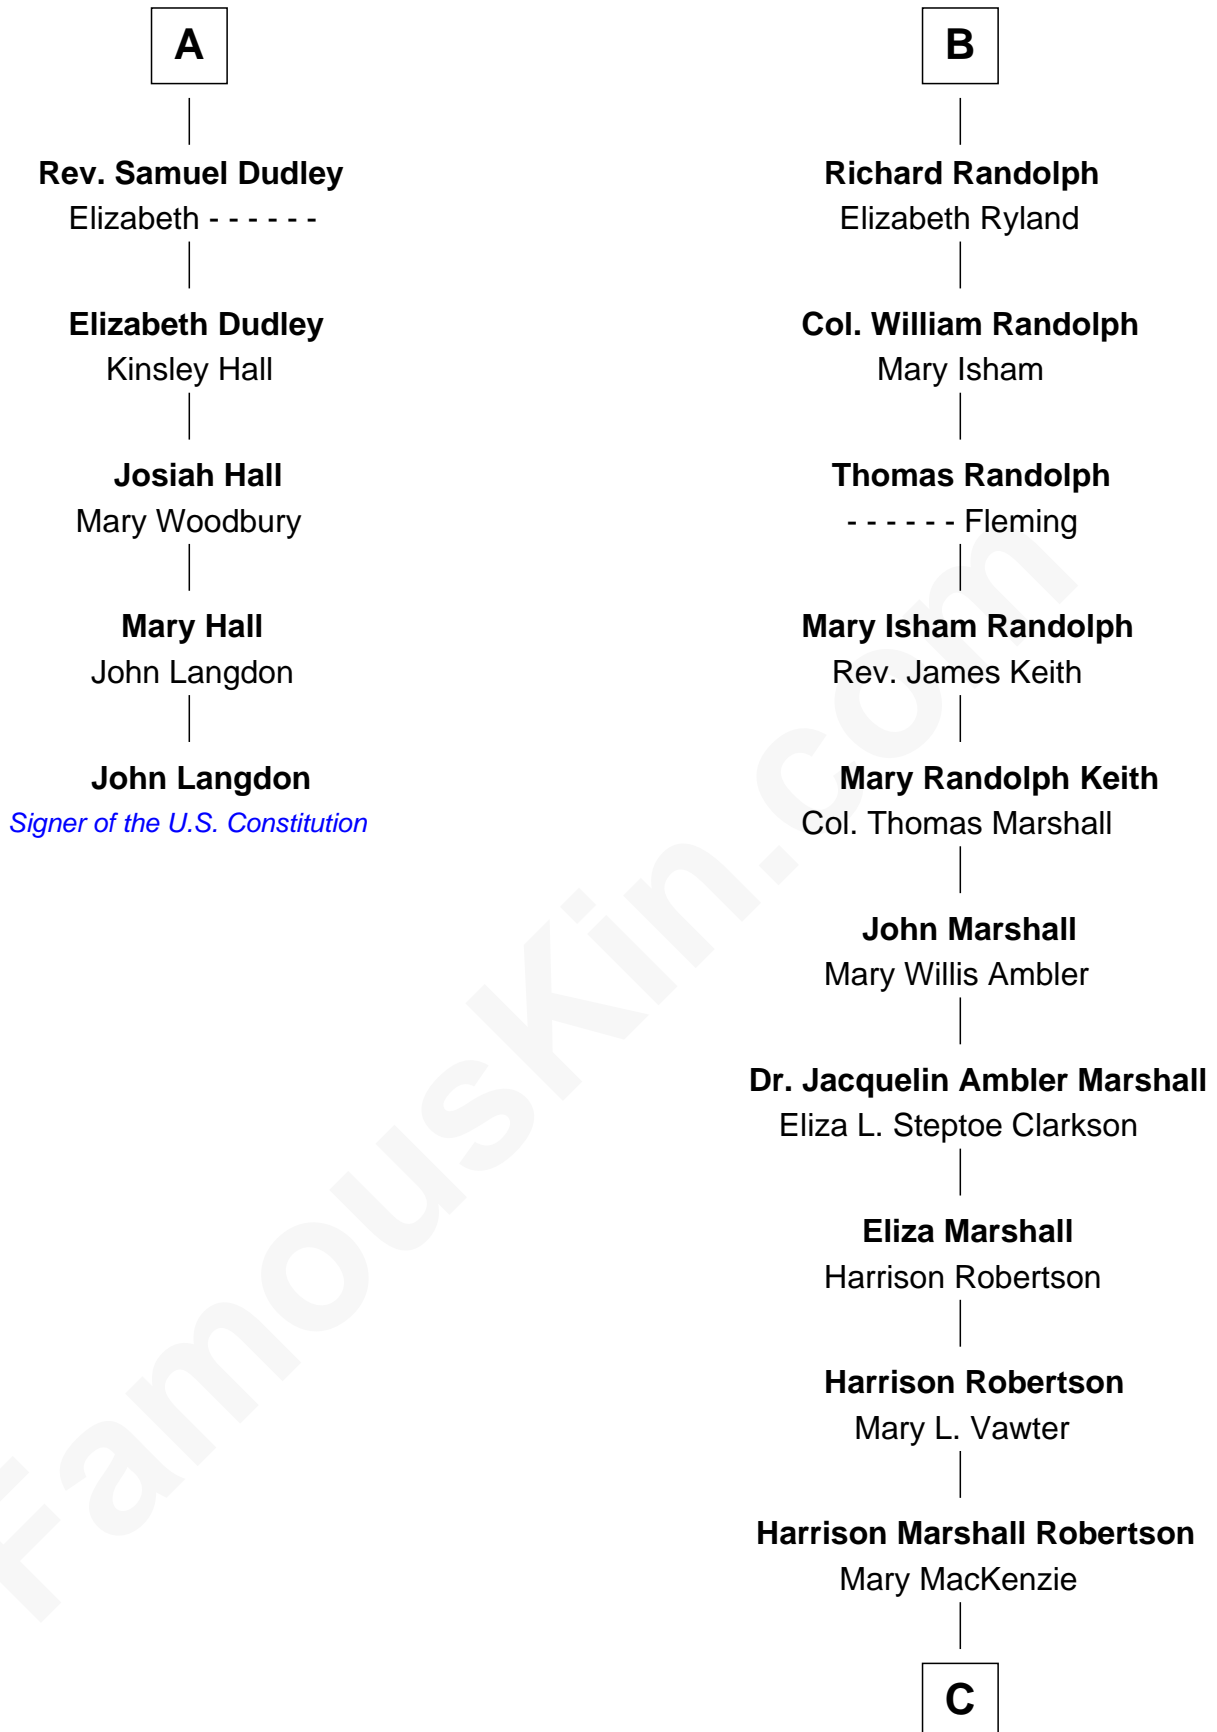 A
Rev. Samuel Dudley
Elizabeth - - - - - -
Elizabeth Dudley
Kinsley Hall
Josiah Hall
Mary Woodbury
Mary Hall
John Langdon
John Langdon
Signer of the U.S. Constitution
B
Richard Randolph
Elizabeth Ryland
Col. William Randolph
Mary Isham
Thomas Randolph
- - - - - - Fleming
Mary Isham Randolph
Rev. James Keith
Mary Randolph Keith
Col. Thomas Marshall
John Marshall
Mary Willis Ambler
Dr. Jacquelin Ambler Marshall
Eliza L. Steptoe Clarkson
Eliza Marshall
Harrison Robertson
Harrison Robertson
Mary L. Vawter
Harrison Marshall Robertson
Mary MacKenzie
C
FamousKin.com